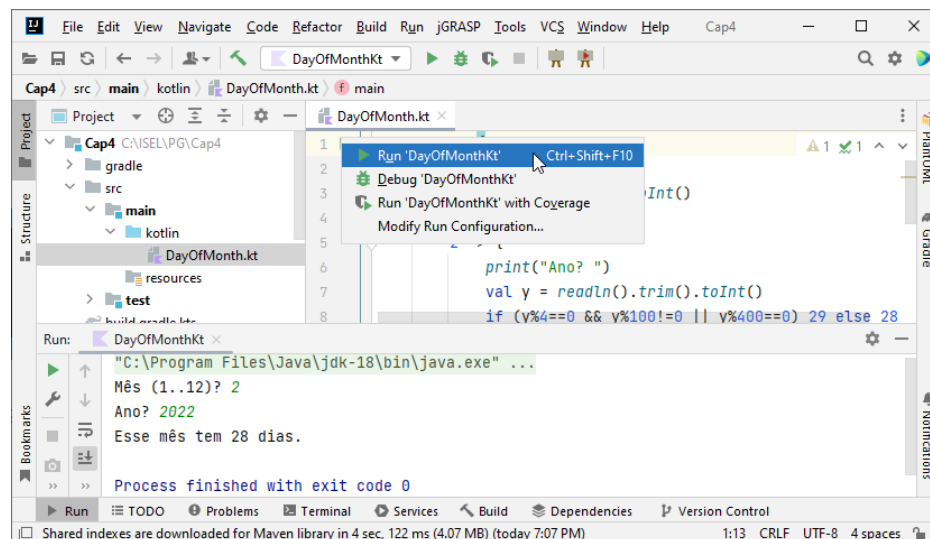 File Edit View Navigate Code Refactor Build Run jGRASP Tools VCS Window Help Cap4
DayOfMonthKt
Cap4 src main kotlin DayOfMonth.kt main
Project
DayOfMonth.kt
Project
Cap4 C:\ISEL\PG\Cap4
gradle
src
main
kotlin
DayOfMonth.kt
resources
test
build.gradle.kts
Structure
Bookmarks
1
2
3 Int()
4
5
6 print("Ano? ")
7 val y = readln().trim().toInt()
8 if (y%4==0 && y%100!=0 || y%400==0) 29 else 28
Run 'DayOfMonthKt' Ctrl+Shift+F10
Debug 'DayOfMonthKt'
Run 'DayOfMonthKt' with Coverage
Modify Run Configuration...
1 1
PlantUML
Gradle
Notifications
Run: DayOfMonthKt
"C:\Program Files\Java\jdk-18\bin\java.exe" ...
Mês (1..12)? 2
Ano? 2022
Esse mês tem 28 dias.
Process finished with exit code 0
Run TODO Problems Terminal Services Build Dependencies Version Control
Shared indexes are downloaded for Maven library in 4 sec, 122 ms (4.07 MB) (today 7:07 PM) 1:13 CRLF UTF-8 4 spaces